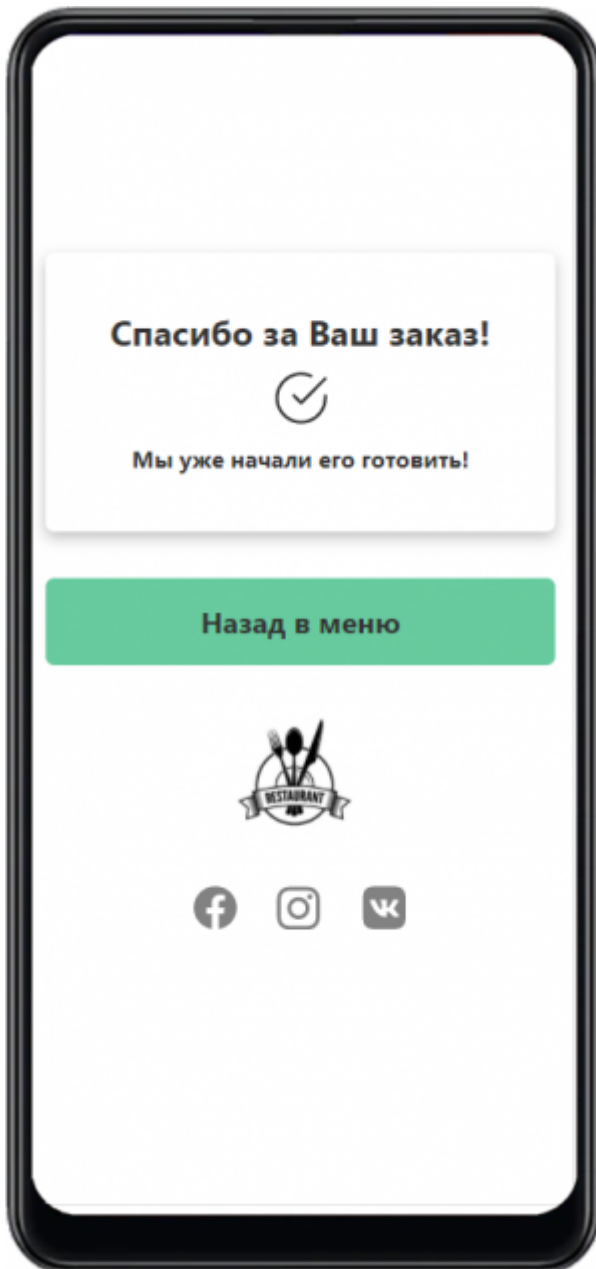 Спасибо за Ваш заказ!
Мы уже начали его готовить!
Назад в меню
RESTAURANT